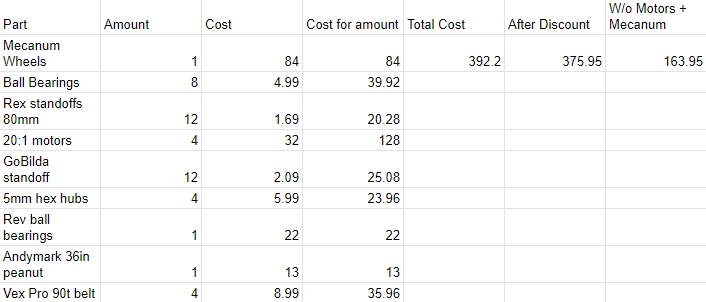 Part Amount Cost Cost for amount Total Cost After Discount W/o Motors + Mecanum
Mecanum Wheels 1 84 84 392.2 375.95 163.95
Ball Bearings 8 4.99 39.92
Rex standoffs 80mm 12 1.69 20.28
20:1 motors 4 32 128
GoBilda standoff 12 2.09 25.08
5mm hex hubs 4 5.99 23.96
Rev ball bearings 1 22 22
Andymark 36in peanut 1 13 13
Vex Pro 90t belt 4 8.99 35.96